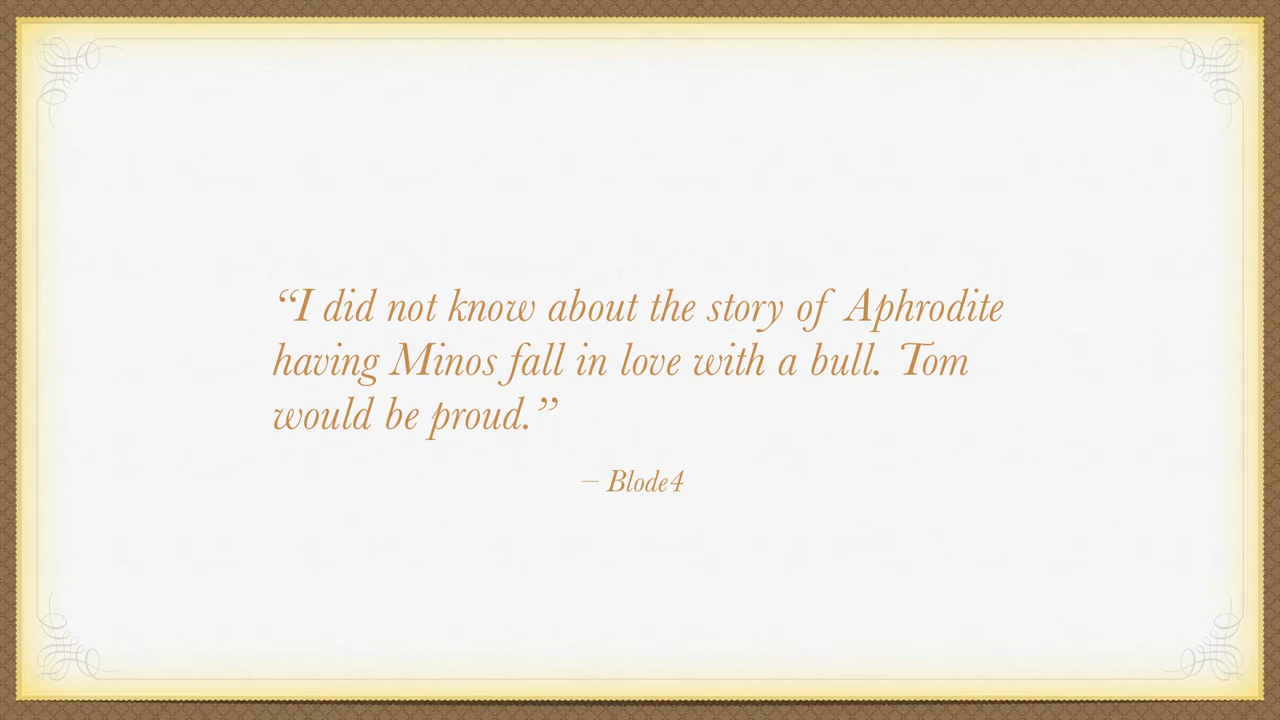 “I did not know about the story of Aphrodite
having Minos fall in love with a bull. Tom
would be proud.”
– Blode4